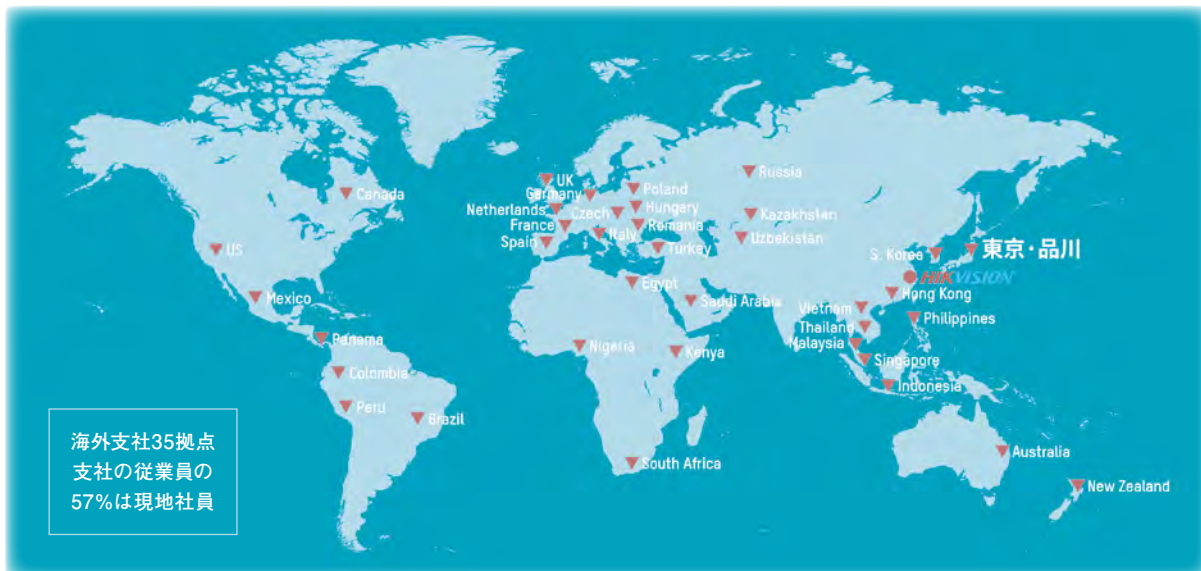 Canada
US
Mexico
Panama
Colombia
Peru
Brazil
UK
Germany
Netherlands
France
Spain
Czech
Italy
Poland
Hungary
Romania
Turkey
Russia
Kazakhstan
Uzbekistan
Egypt
Saudi Arabia
Nigeria
Kenya
South Africa
S. Korea
東京・品川
HIKVISION
Hong Kong
Vietnam
Thailand
Malaysia
Philippines
Singapore
Indonesia
Australia
New Zealand
海外支社35拠点
支社の従業員の
57%は現地社員